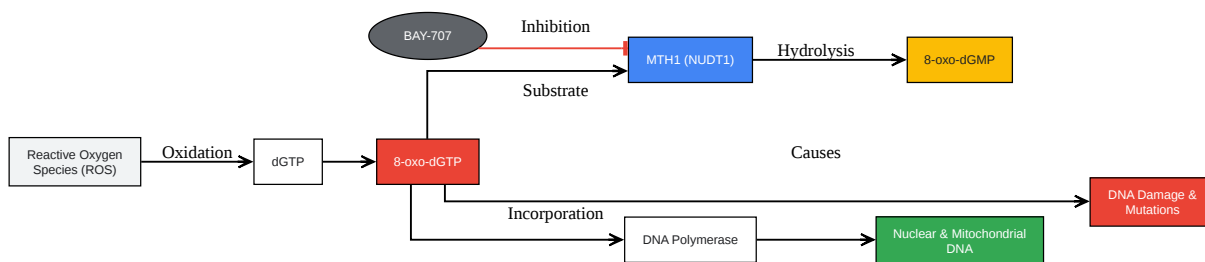 BAY-707
Inhibition
MTH1 (NUDT1)
Hydrolysis
8-oxo-dGMP
Substrate
Reactive Oxygen
Species (ROS)
Oxidation
dGTP
8-oxo-dGTP
Causes
DNA Damage &
Mutations
Incorporation
DNA Polymerase
Nuclear & Mitochondrial
DNA